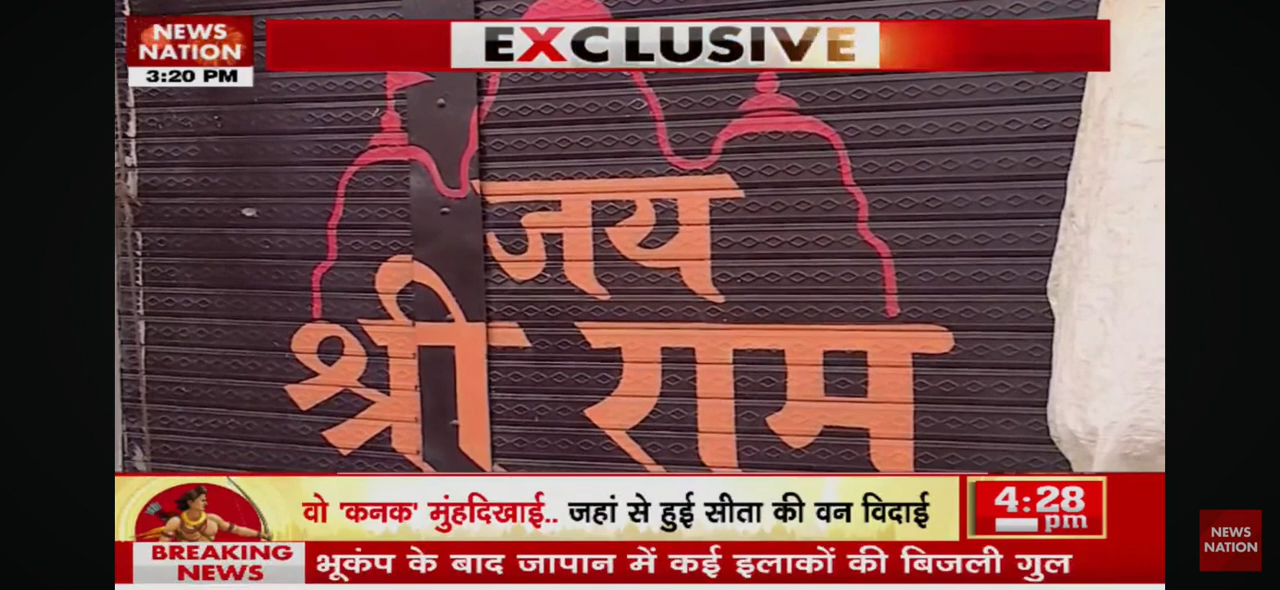 NEWS
NATION
3:20 PM
EXCLUSIVE
जय
श्री राम
वो 'कनक' मुंहदिखाई.. जहां से हुई सीता की वन विदाई
4:28
pm
BREAKING
NEWS
भूकंप के बाद जापान में कई इलाकों की बिजली गुल
NEWS
NATION